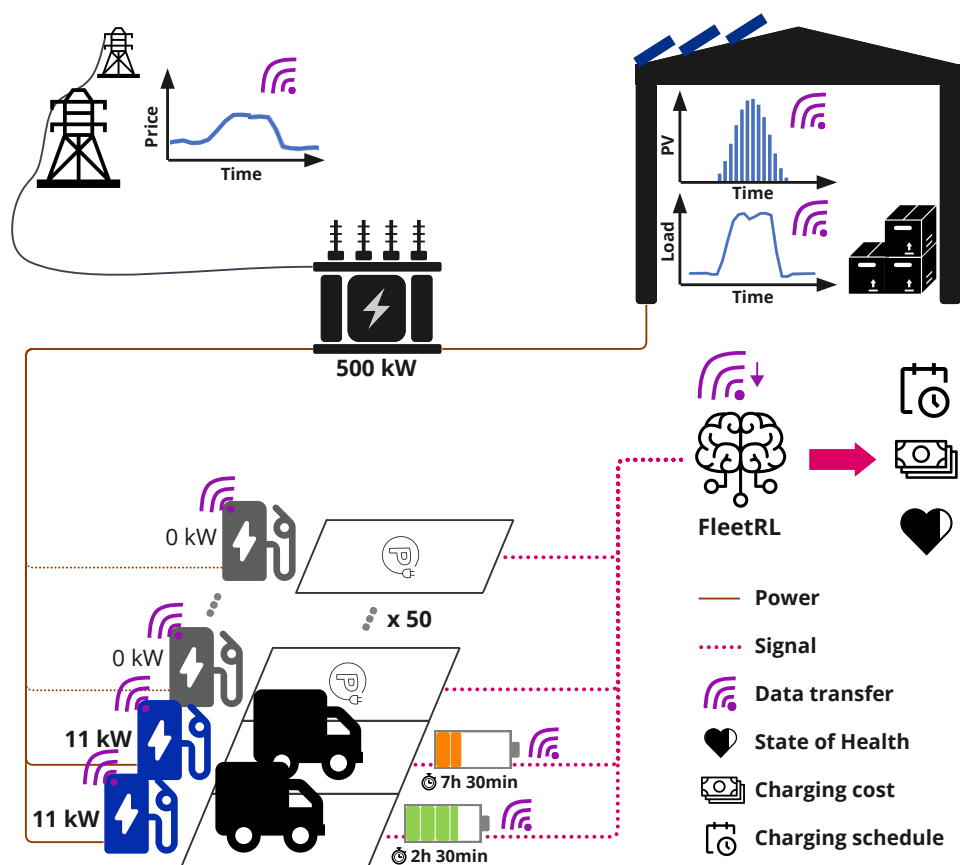 Price
Time
PV
Time
Load
Time
500 kW
FleetRL
0 kW
P
x 50
0 kW
P
11 kW
7h 30min
11 kW
2h 30min
Power
Signal
Data transfer
State of Health
Charging cost
Charging schedule